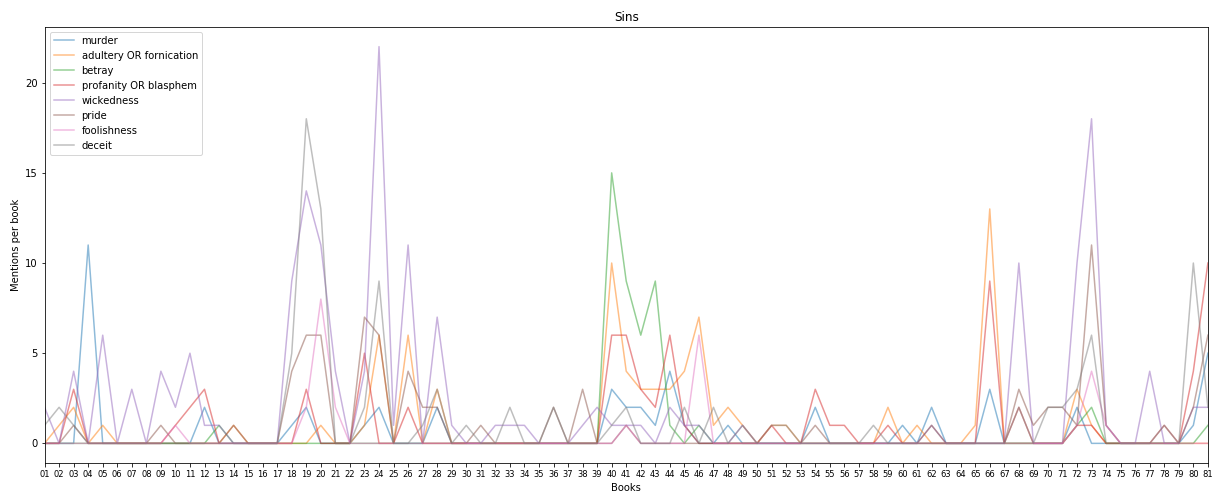 Sins
murder
adultery OR fornication
betray
profanity OR blasphem
wickedness
pride
foolishness
deceit
Mentions per book
20
15
10
5
0
01 02 03 04 05 06 07 08 09 10 11 12 13 14 15 16 17 18 19 20 21 22 23 24 25 26 27 28 29 30 31 32 33 34 35 36 37 38 39 40 41 42 43 44 45 46 47 48 49 50 51 52 53 54 55 56 57 58 59 60 61 62 63 64 65 66 67 68 69 70 71 72 73 74 75 76 77 78 79 80 81
Books